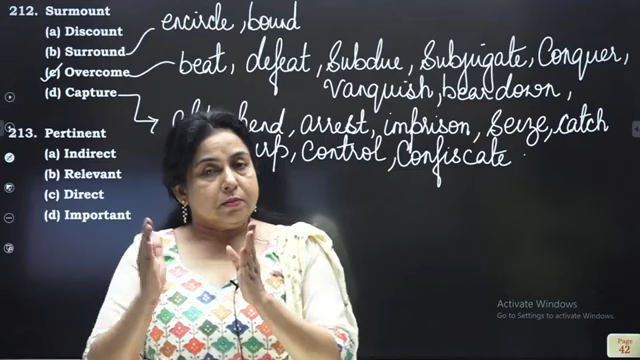 212. Surmount
(a) Discount
(b) Surround
(c) Overcome
(d) Capture
encircle, bound
beat, defeat, Subdue, Subjugate, Conquer,
Vanquish, bear down,
arrest, imprison, Seize, catch
up, Control, Confiscate
213. Pertinent
(a) Indirect
(b) Relevant
(c) Direct
(d) Important
Activate Windows
Go to Settings to activate Windows.
Page
42